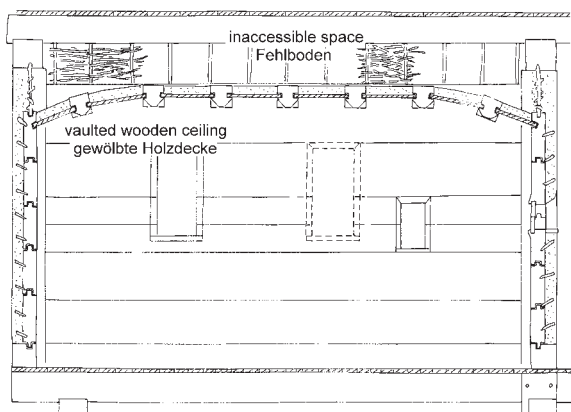 inaccessible space
Fehlboden
vaulted wooden ceiling
gewölbte Holzdecke